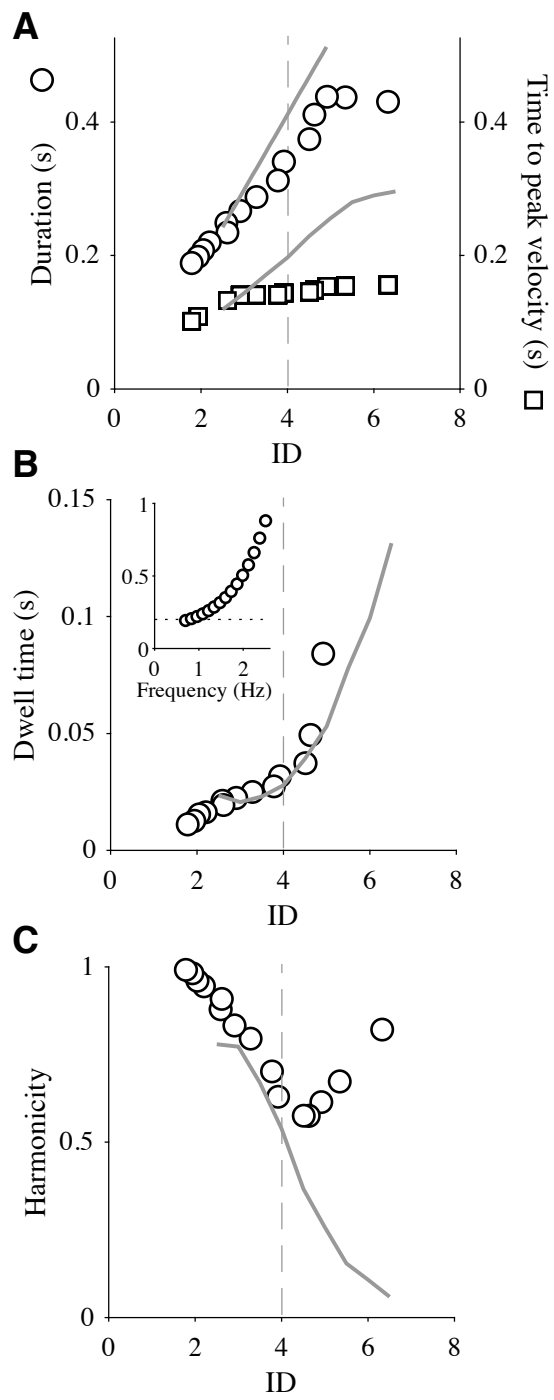 A
Duration (s)
0.4
0.2
0
0.4
0.2
0
Time to peak velocity (s)
0 2 4 6 8
ID
B
Dwell time (s)
0.15
0.1
0.05
0
1
0.5
0
0 1 2
Frequency (Hz)
0 2 4 6 8
ID
C
Harmonicity
1
0.5
0
0 2 4 6 8
ID